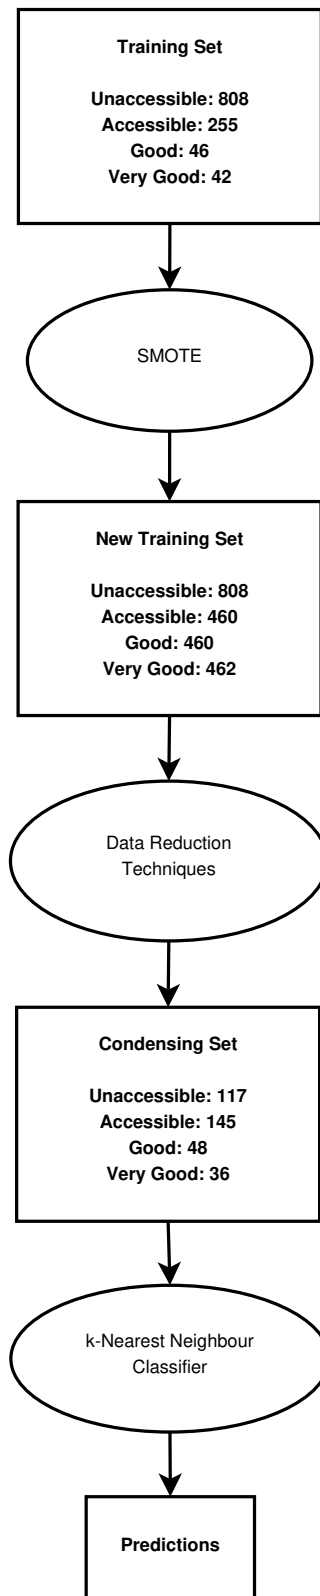 Training Set
Unaccessible: 808
Accessible: 255
Good: 46
Very Good: 42
SMOTE
New Training Set
Unaccessible: 808
Accessible: 460
Good: 460
Very Good: 462
Data Reduction
Techniques
Condensing Set
Unaccessible: 117
Accessible: 145
Good: 48
Very Good: 36
k-Nearest Neighbour
Classifier
Predictions